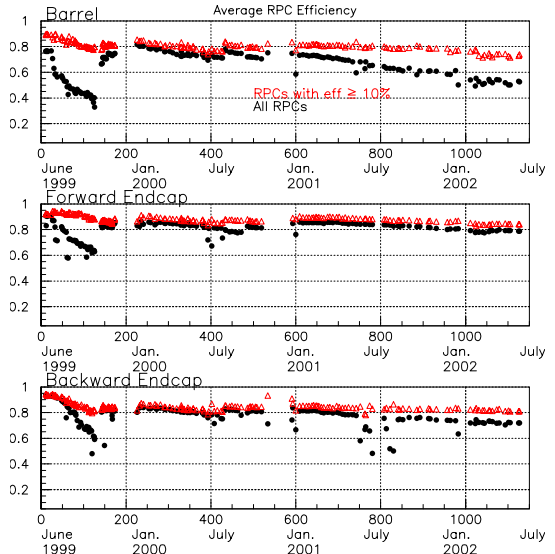 Average RPC Efficiency
Barrel
1
0.8
0.6
0.4
0.2
RPCs with eff ≥ 10%
All RPCs
0 200 400 600 800 1000
June Jan. July Jan. Jan. July
1999 2000 2001 2002
Forward Endcap
1
0.8
0.6
0.4
0.2
0 200 400 600 800 1000
June Jan. July Jan. Jan. July
1999 2000 2001 2002
Backward Endcap
1
0.8
0.6
0.4
0.2
0 200 400 600 800 1000
June Jan. July Jan. Jan. July
1999 2000 2001 2002